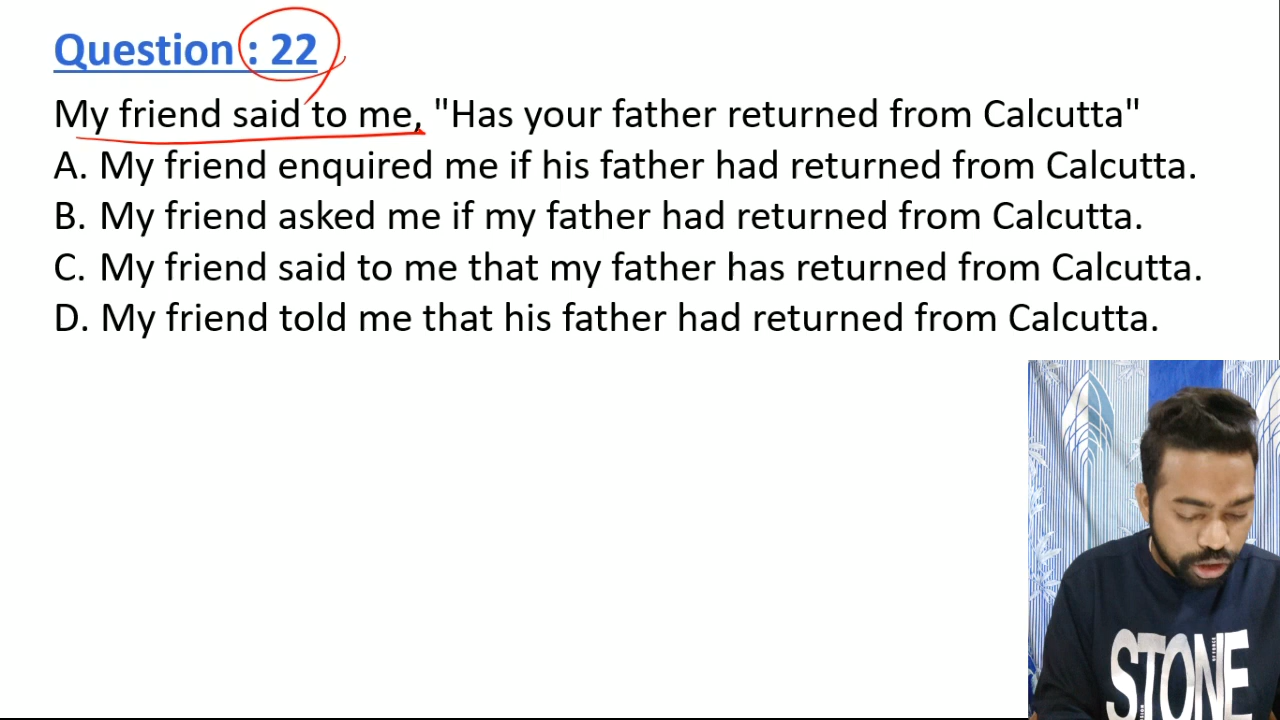 Question : 22
My friend said to me, "Has your father returned from Calcutta"
A. My friend enquired me if his father had returned from Calcutta.
B. My friend asked me if my father had returned from Calcutta.
C. My friend said to me that my father has returned from Calcutta.
D. My friend told me that his father had returned from Calcutta.
STONE